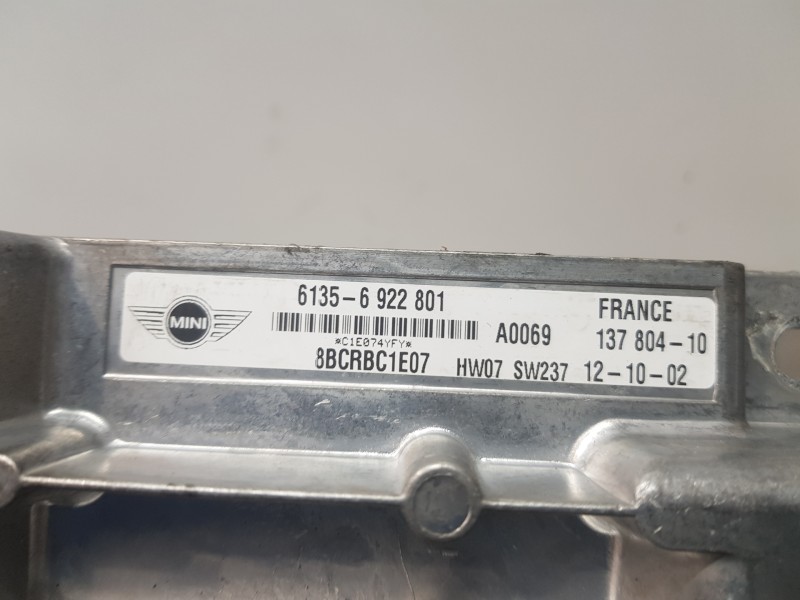 MINI
6135-6 922 801
*C1E074YFY*
8BCRBC1E07
A0069
HW07 SW237
FRANCE
137 804-10
12-10-02